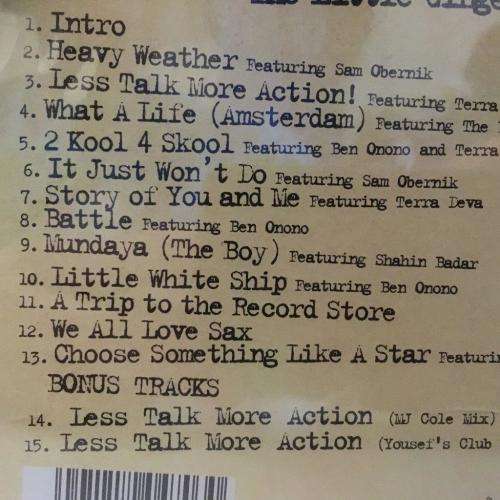 1. Intro
2. Heavy Weather Featuring Sam Obernik
3. Less Talk More Action! Featuring Terra
4. What A Life (Amsterdam) Featuring The
5. 2 Kool 4 Skool Featuring Ben Onono and Terra
6. It Just Won't Do Featuring Sam Obernik
7. Story of You and Me Featuring Terra Deva
8. Battle Featuring Ben Onono
9. Mundaya (The Boy) Featuring Shahin Badar
10. Little White Ship Featuring Ben Onono
11. A Trip to the Record Store
12. We All Love Sax
13. Choose Something Like A Star
BONUS TRACKS
14. Less Talk More Action (MJ Cole Mix)
15. Less Talk More Action (Yousef's Club